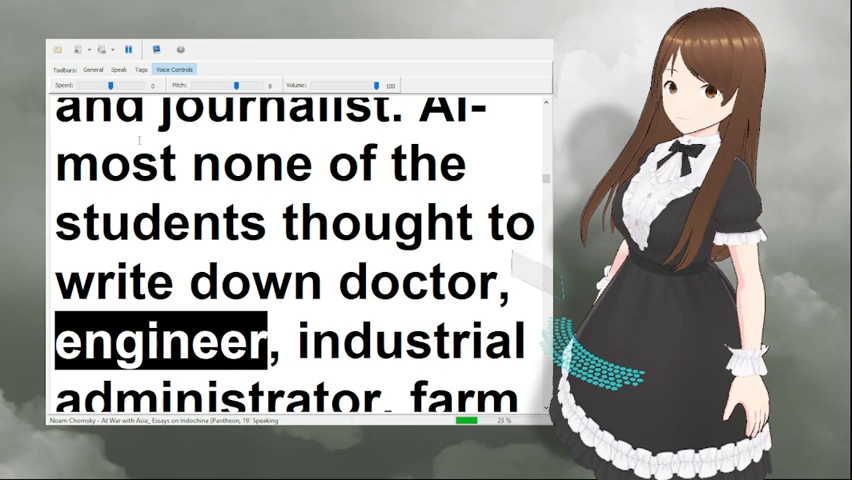 Toolbars: General Speak Tags Voice Controls
Speed: 0 Pitch: 8 Volume: 100
and journalist. Al-
most none of the
students thought to
write down doctor,
engineer, industrial
administrator, farm
Noam Chomsky - At War with Asia_ Essays on Indochina (Pantheon, 19 Speaking 23 %